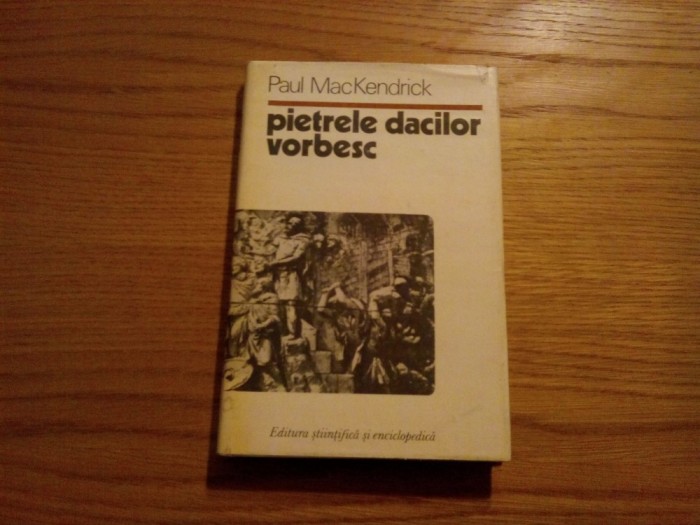 Paul MacKendrick
pietrele dacilor
vorbesc
Editura științifică și enciclopedică